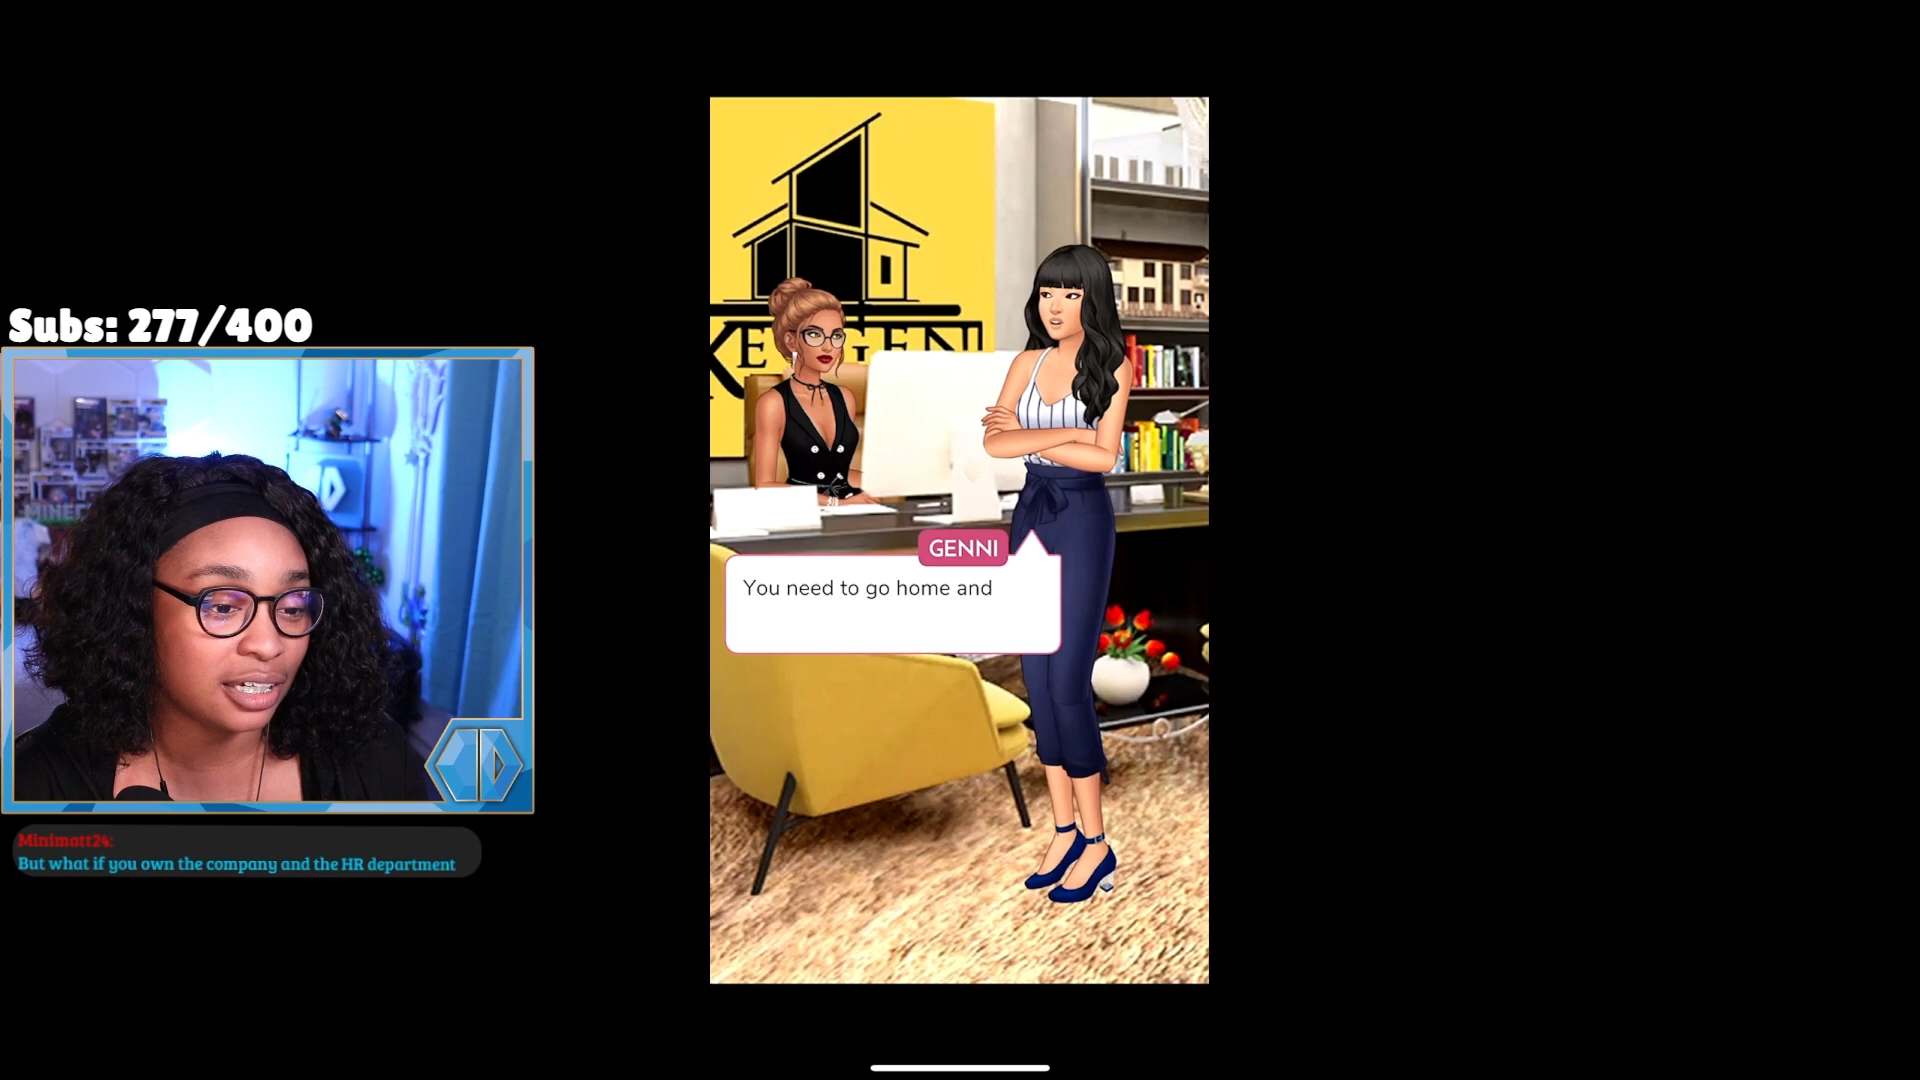 Subs: 277/400
MINEC
GENNI
You need to go home and
Minimatt24:
But what if you own the company and the HR department